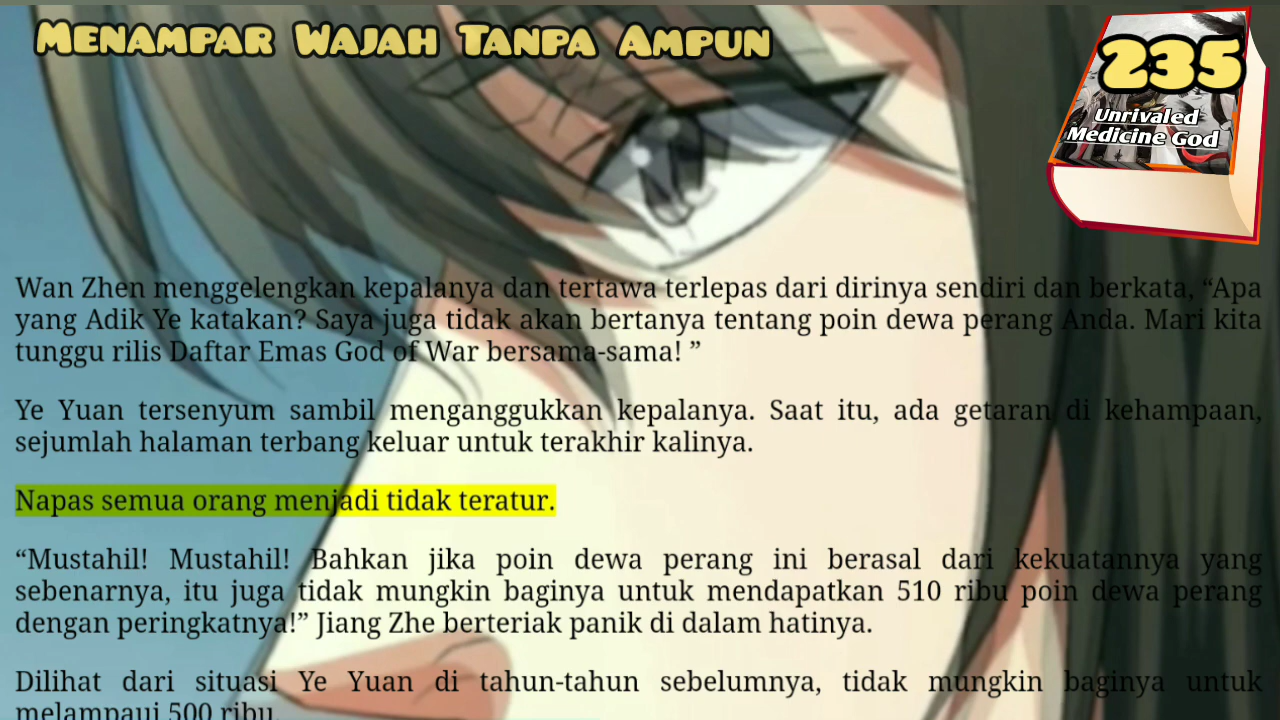 Menampar Wajah Tanpa Ampun
235
Unrivaled
Medicine God
Wan Zhen menggelengkan kepalanya dan tertawa terlepas dari dirinya sendiri dan berkata, “Apa
yang Adik Ye katakan? Saya juga tidak akan bertanya tentang poin dewa perang Anda. Mari kita
tunggu rilis Daftar Emas God of War bersama-sama! ”
Ye Yuan tersenyum sambil menganggukkan kepalanya. Saat itu, ada getaran di kehampaan,
sejumlah halaman terbang keluar untuk terakhir kalinya.
Napas semua orang menjadi tidak teratur.
“Mustahil! Mustahil! Bahkan jika poin dewa perang ini berasal dari kekuatannya yang
sebenarnya, itu juga tidak mungkin baginya untuk mendapatkan 510 ribu poin dewa perang
dengan peringkatnya!” Jiang Zhe berteriak panik di dalam hatinya.
Dilihat dari situasi Ye Yuan di tahun-tahun sebelumnya, tidak mungkin baginya untuk
melampaui 500 ribu.